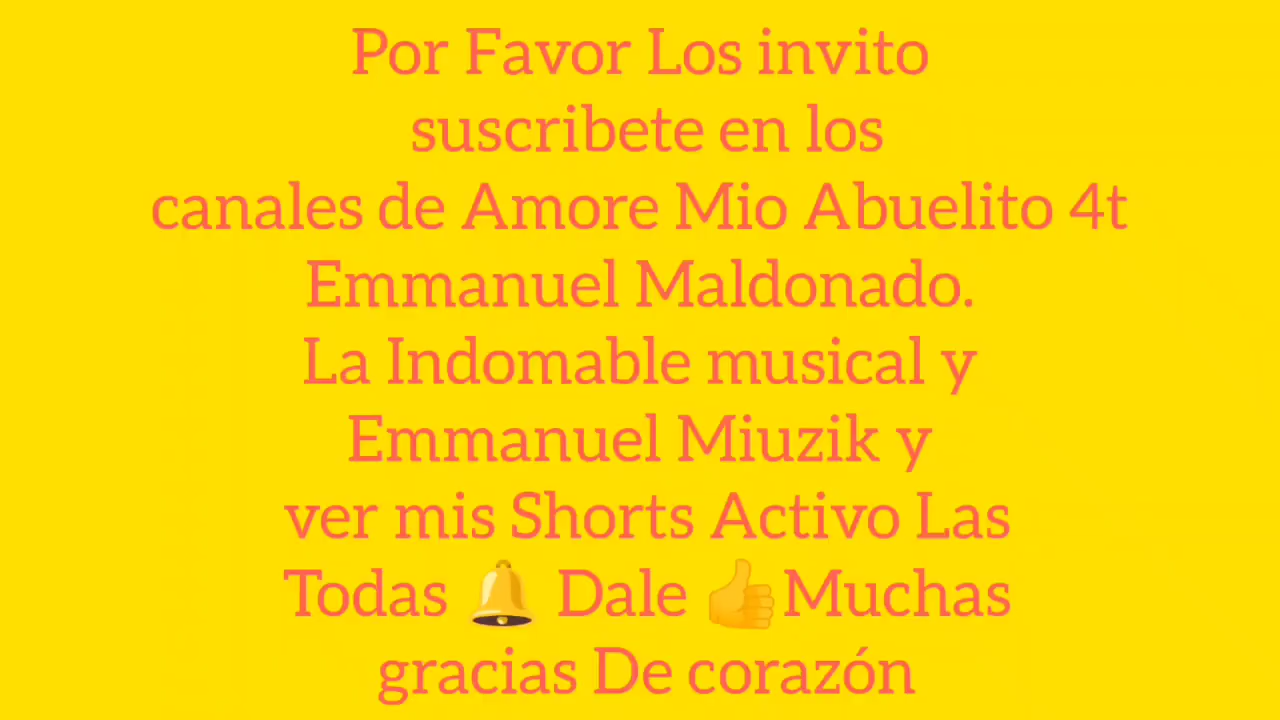 Por Favor Los invito
suscribete en los
canales de Amore Mio Abuelito 4t
Emmanuel Maldonado.
La Indomable musical y
Emmanuel Miuzik y
ver mis Shorts Activo Las
Todas 🔔 Dale 👍Muchas
gracias De corazón